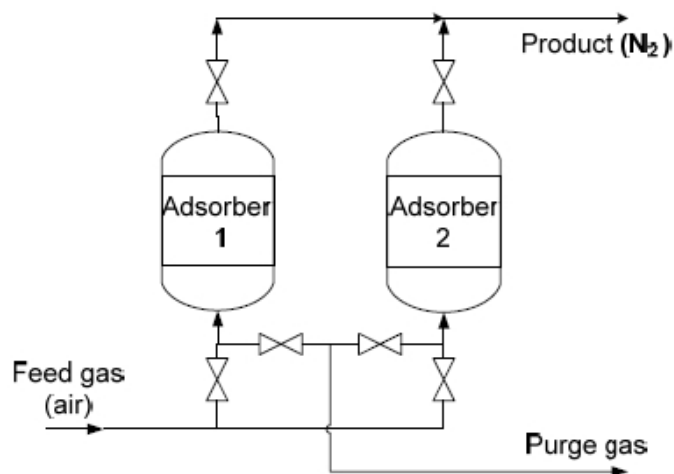 Product (N₂)
Adsorber
1
Adsorber
2
Feed gas
(air)
Purge gas